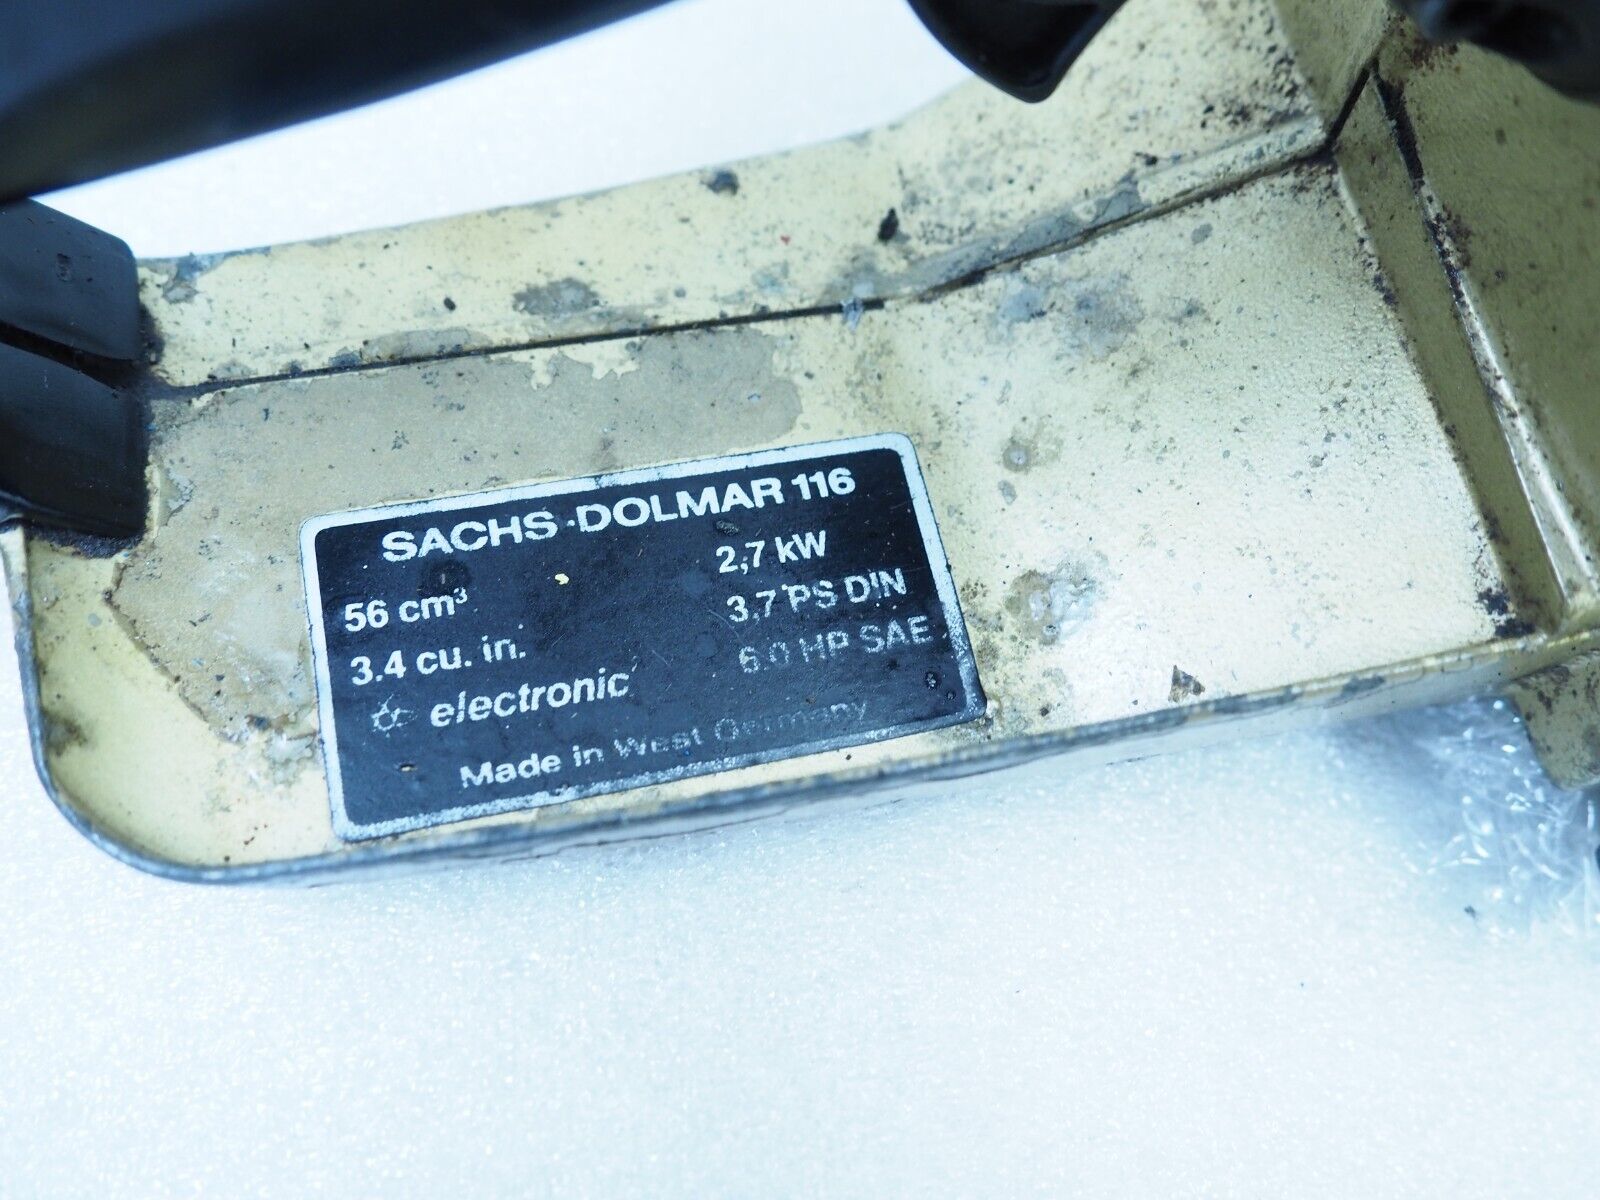 SACHS·DOLMAR 116
56 cm³ 2,7 kW
3.4 cu. in. 3,7 PS DIN
electronic 6.0 HP SAE
Made in West Germany